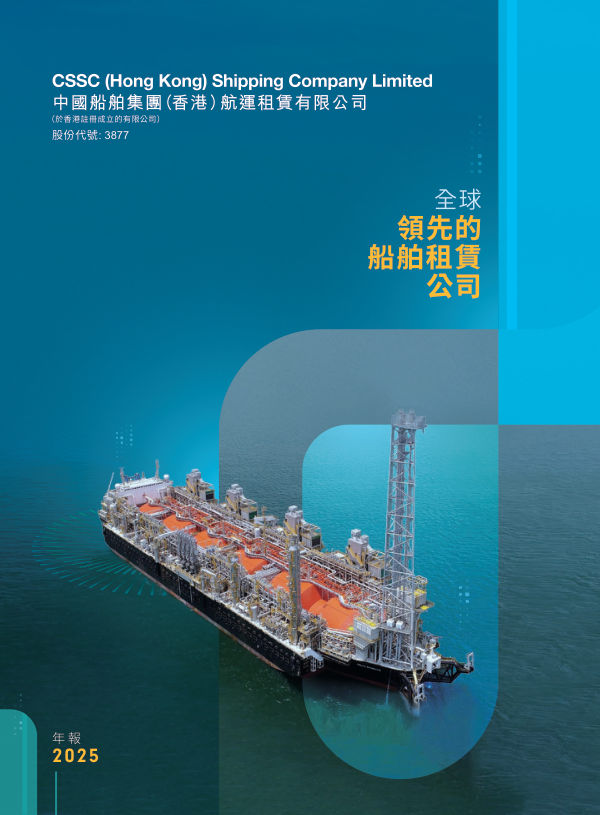 CSSC (Hong Kong) Shipping Company Limited
中國船舶集團(香港)航運租賃有限公司
(於香港註冊成立的有限公司)
股份代號: 3877
全球
領先的
船舶租賃
公司
年報
2025